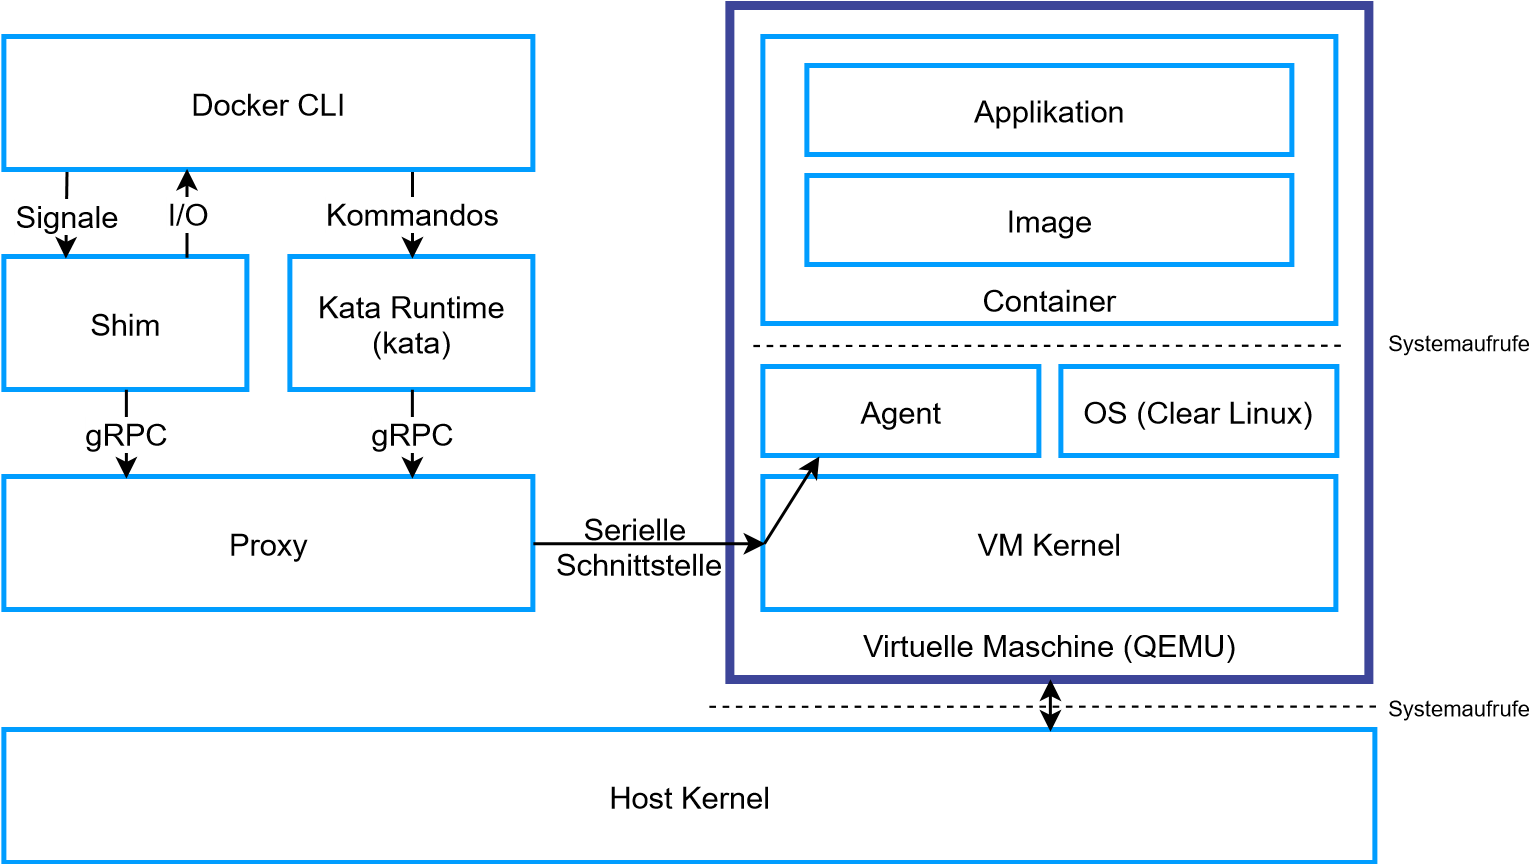 Docker CLI
Signale
I/O
Kommandos
Shim
Kata Runtime
(kata)
gRPC
gRPC
Proxy
Serielle
Schnittstelle
Applikation
Image
Container
Systemaufrufe
Agent
OS (Clear Linux)
VM Kernel
Virtuelle Maschine (QEMU)
Systemaufrufe
Host Kernel